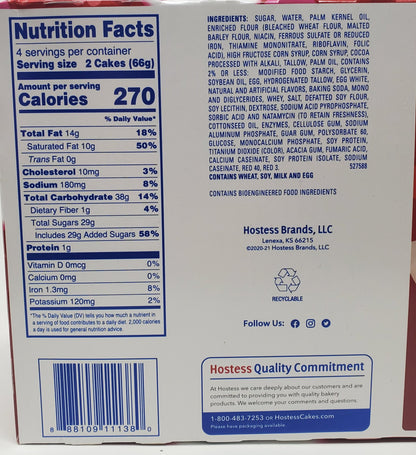 Nutrition Facts
4 servings per container
Serving size 2 Cakes (66g)
Amount per serving
Calories 270
% Daily Value*
Total Fat 14g 18%
Saturated Fat 10g 50%
Trans Fat 0g
Cholesterol 10mg 3%
Sodium 180mg 8%
Total Carbohydrate 38g 14%
Dietary Fiber 1g 4%
Total Sugars 29g
Includes 29g Added Sugars 58%
Protein 1g
Vitamin D 0mcg 0%
Calcium 0mg 0%
Iron 1.3mg 8%
Potassium 120mg 2%
*The % Daily Value (DV) tells you how much a nutrient in
a serving of food contributes to a daily diet. 2,000 calories
a day is used for general nutrition advice.
8 88109 11138 0
INGREDIENTS: SUGAR, WATER, PALM KERNEL OIL,
ENRICHED FLOUR (BLEACHED WHEAT FLOUR, MALTED
BARLEY FLOUR, NIACIN, FERROUS SULFATE OR REDUCED
IRON, THIAMINE MONONITRATE, RIBOFLAVIN, FOLIC
ACID), HIGH FRUCTOSE CORN SYRUP, CORN SYRUP, COCOA
PROCESSED WITH ALKALI, TALLOW, PALM OIL, CONTAINS
2% OR LESS: MODIFIED FOOD STARCH, GLYCERIN,
SOYBEAN OIL, EGG, HYDROGENATED TALLOW, EGG WHITE,
NATURAL AND ARTIFICIAL FLAVORS, BAKING SODA, MONO
AND DIGLYCERIDES, WHEY, SALT, DEFATTED SOY FLOUR,
SOY LECITHIN, DEXTROSE, SODIUM ACID PYROPHOSPHATE,
SORBIC ACID AND NATAMYCIN (TO RETAIN FRESHNESS),
COTTONSEED OIL, ENZYMES, CELLULOSE GUM, SODIUM
ALUMINUM PHOSPHATE, GUAR GUM, POLYSORBATE 60,
GLUCOSE, MONOCALCIUM PHOSPHATE, SOY PROTEIN,
TITANIUM DIOXIDE (COLOR), ACACIA GUM, FUMARIC ACID,
CALCIUM CASEINATE, SOY PROTEIN ISOLATE, SODIUM
CASEINATE, RED 40, RED 3. 527588
CONTAINS WHEAT, SOY, MILK AND EGG
CONTAINS BIOENGINEERED FOOD INGREDIENTS
Hostess Brands, LLC
Lenexa, KS 66215
©2020-21 Hostess Brands, LLC
RECYCLABLE
Follow Us:
Hostess Quality Commitment
At Hostess we care deeply about our customers and are
committed to providing you with quality bakery
products. We welcome your comments and questions.
1-800-483-7253 OR HostessCakes.com
Please have packaging available.